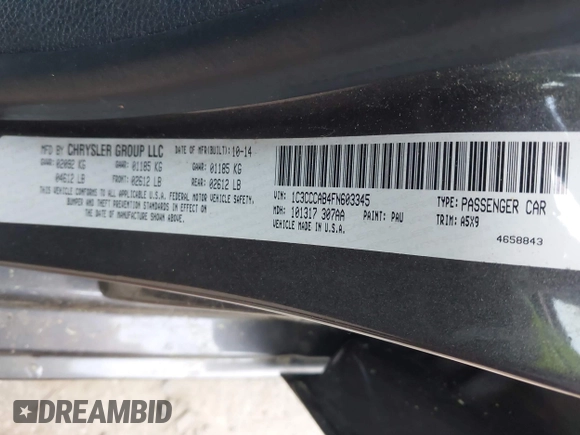 MFD BY CHRYSLER GROUP LLC DATE OF MFR(BUILT): 10-14
GVWR: 02092 KG GAWR: 01185 KG GAWR: 01185 KG
04612 LB FRONT: 02612 LB REAR: 02612 LB
THIS VEHICLE CONFORMS TO ALL APPLICABLE U.S.A. FEDERAL MOTOR VEHICLE SAFETY,
BUMPER AND THEFT PREVENTION STANDARDS IN EFFECT
ON THE DATE OF MANUFACTURE SHOWN ABOVE.
VIN: 1C3CCCAB4FN603345 TYPE: PASSENGER CAR
MDH: 101317 307AA PAINT: PAU TRIM: A5X9
VEHICLE MADE IN U.S.A.
4658843
DREAMBID